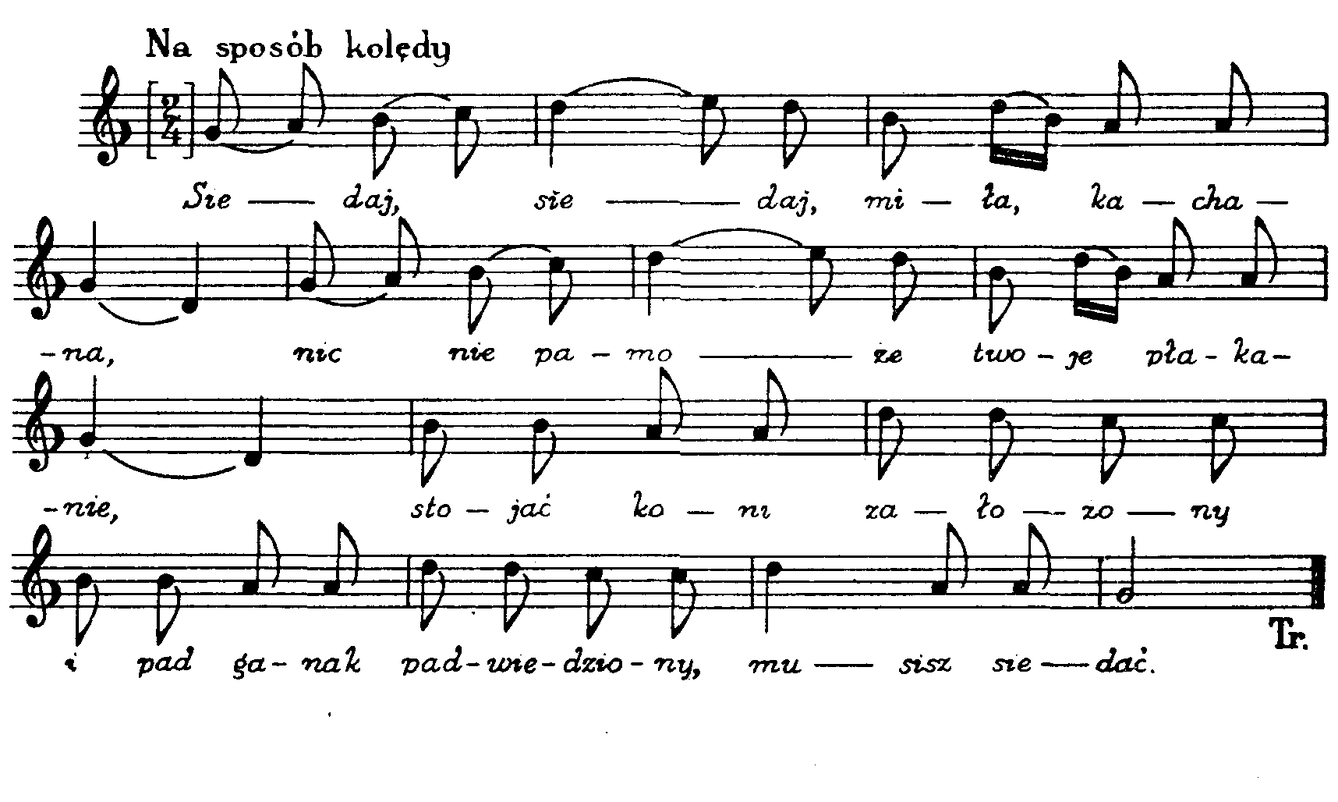 Na sposób kolędy
2
4
Sie — daj, sie — daj, mi — ła, ka — cha —
-na, nic nie pa - mo — że two - je pła - ka-
-nie, sto — jać ko — ni za — ło — zo — ny
i pad ga - nak pad - wie - dzio - ny, mu — sisz sie — dać.
Tr.